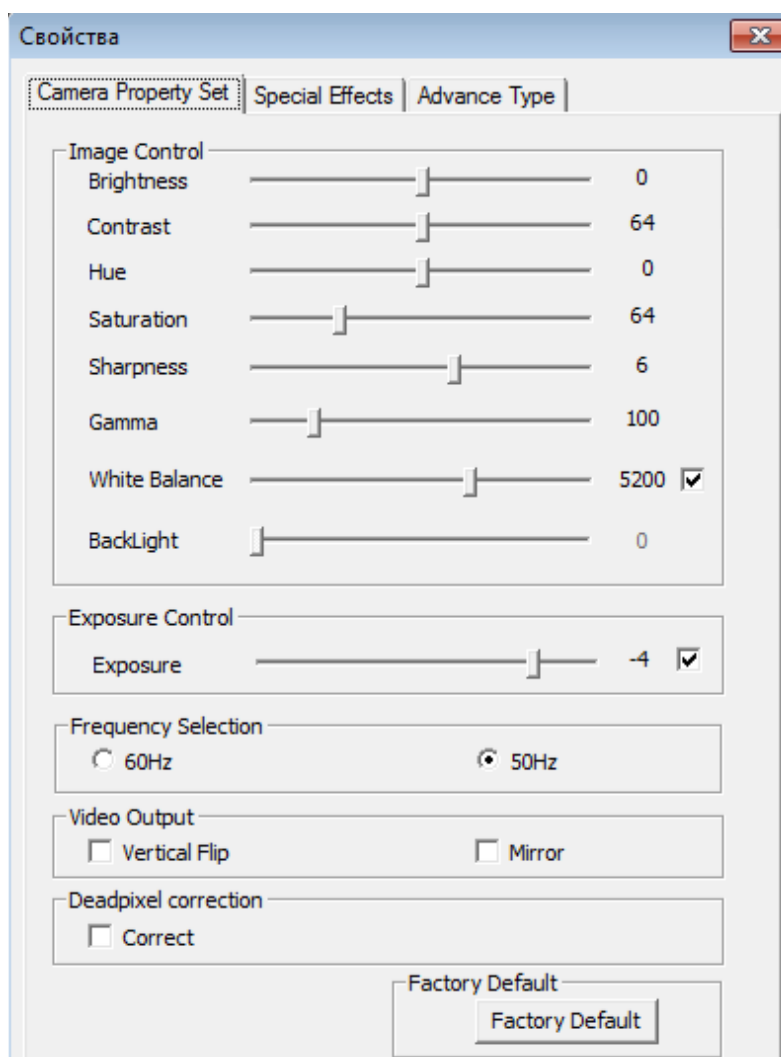 Свойства
Camera Property Set Special Effects Advance Type
Image Control
Brightness 0
Contrast 64
Hue 0
Saturation 64
Sharpness 6
Gamma 100
White Balance 5200
BackLight 0
Exposure Control
Exposure -4
Frequency Selection
60Hz 50Hz
Video Output
Vertical Flip Mirror
Deadpixel correction
Correct
Factory Default
Factory Default